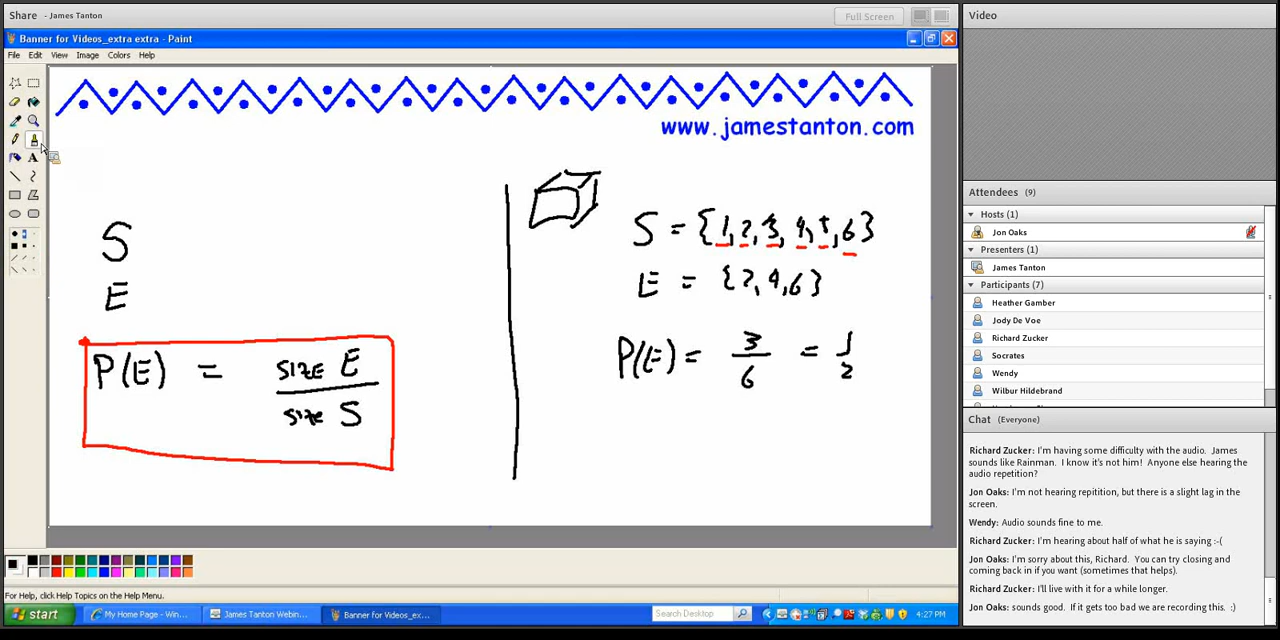 Share - James Tanton
Full Screen
Video
Banner for Videos_extra extra - Paint
File Edit View Image Colors Help
www.jamestanton.com
S
E
P(E) = size E
size S
S = {1,2,3,4,5,6}
E = {2,4,6}
P(E) = 3/6 = 1/2
For Help, click Help Topics on the Help Menu.
start
My Home Page - Win...
James Tanton Webin...
Banner for Videos_ex...
Search Desktop
4:27 PM
Attendees (9)
Hosts (1)
Jon Oaks
Presenters (1)
James Tanton
Participants (7)
Heather Gamber
Jody De Voe
Richard Zucker
Socrates
Wendy
Wilbur Hildebrand
Chat (Everyone)
Richard Zucker: I'm having some difficulty with the audio. James
sounds like Rainman. I know it's not him! Anyone else hearing the
audio repetition?
Jon Oaks: I'm not hearing repitition, but there is a slight lag in the
screen.
Wendy: Audio sounds fine to me.
Richard Zucker: I'm hearing about half of what he is saying :-(
Jon Oaks: I'm sorry about this, Richard. You can try closing and
coming back in if you want (sometimes that helps).
Richard Zucker: I'll live with it for a while longer.
Jon Oaks: sounds good. If it gets too bad we are recording this. :)